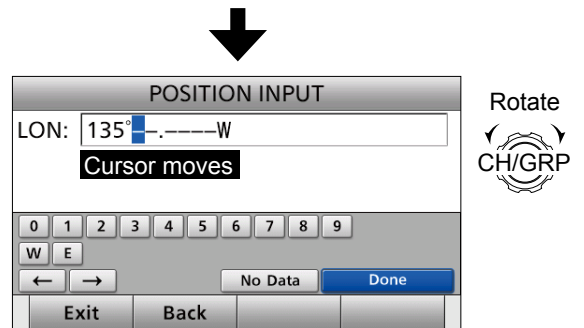 POSITION INPUT
LON: 135°––.––––W
Cursor moves
0 1 2 3 4 5 6 7 8 9
W E
← → No Data Done
Exit Back
Rotate
CH/GRP